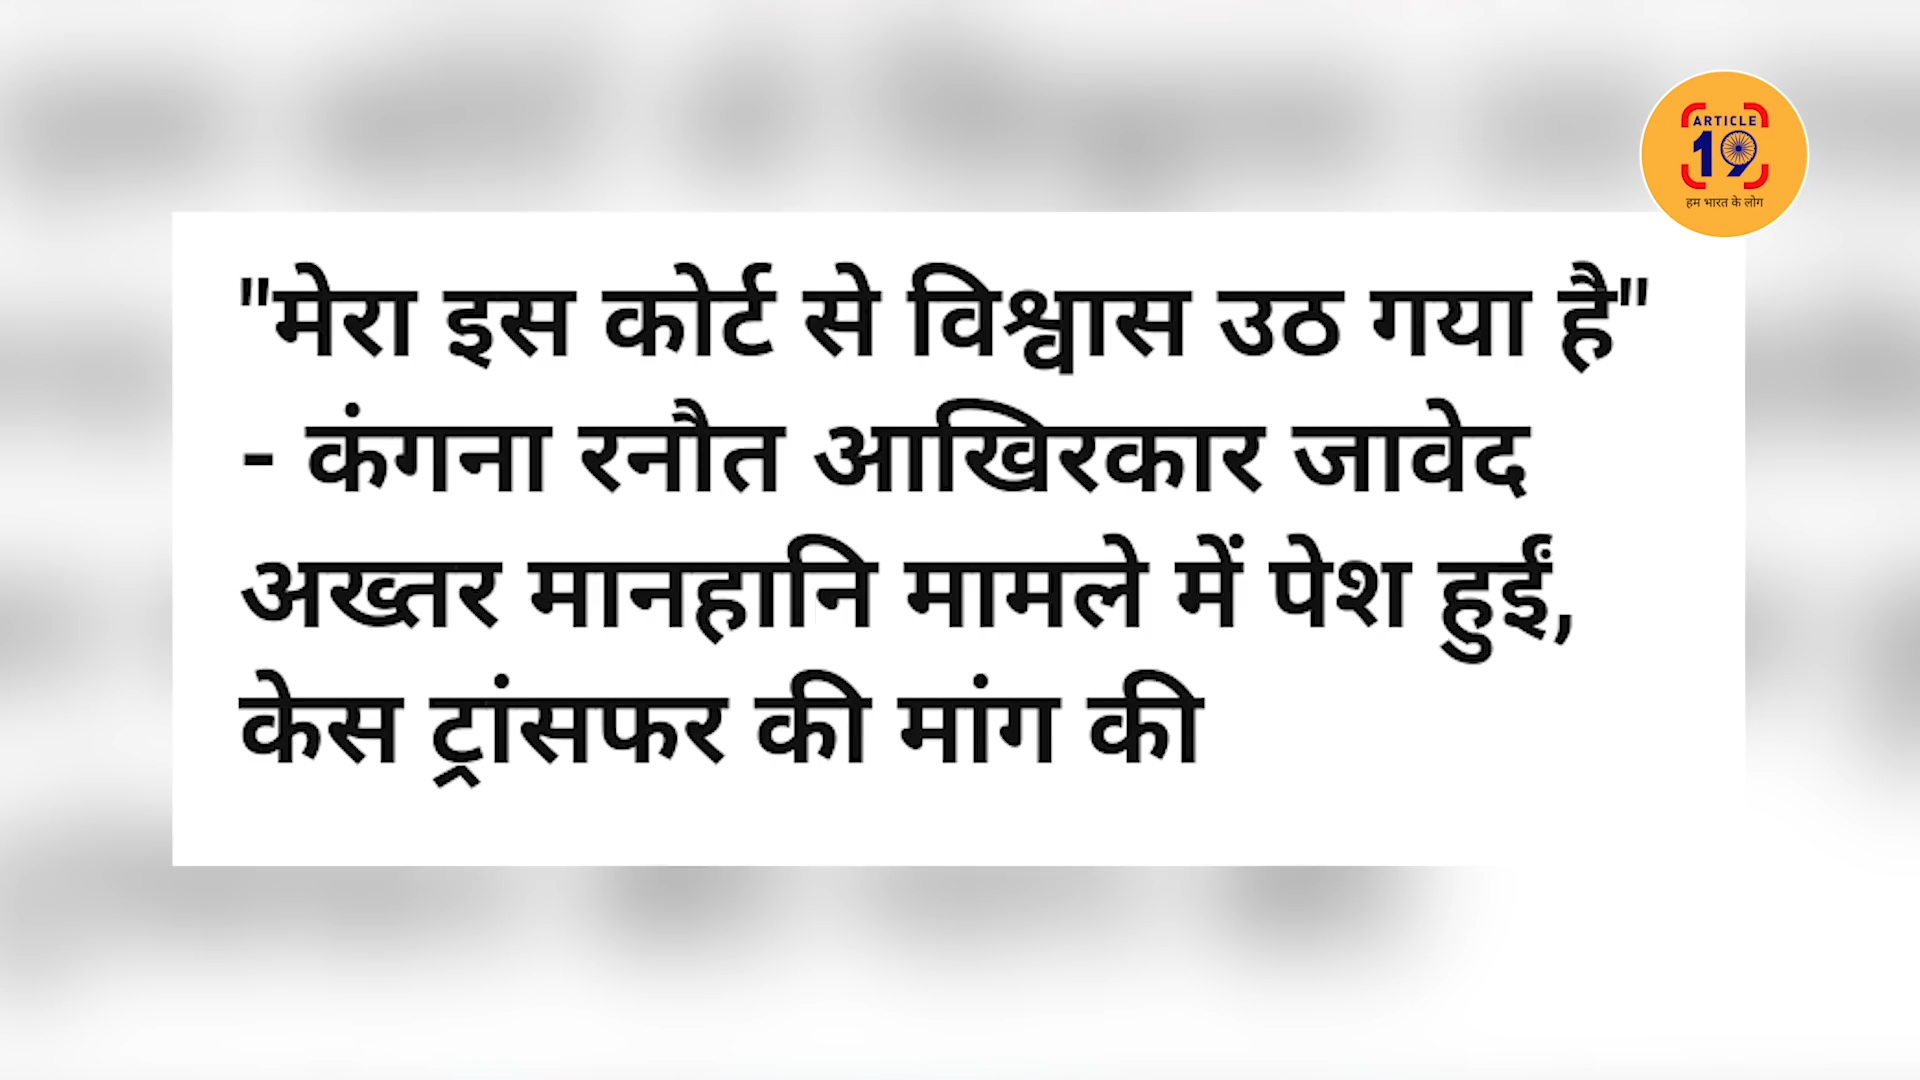 ARTICLE
19
हम भारत के लोग
"मेरा इस कोर्ट से विश्वास उठ गया है"
- कंगना रनौत आखिरकार जावेद
अख्तर मानहानि मामले में पेश हुईं,
केस ट्रांसफर की मांग की